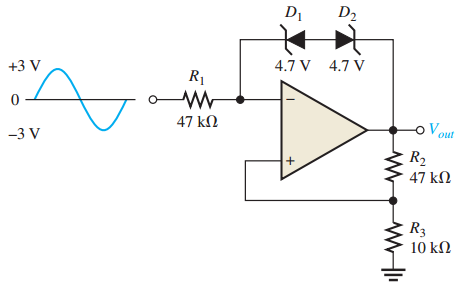 D1 D2
+3 V
4.7 V 4.7 V
R1
0
–
47 kΩ
Vout
–3 V
+
R2
47 kΩ
R3
10 kΩ